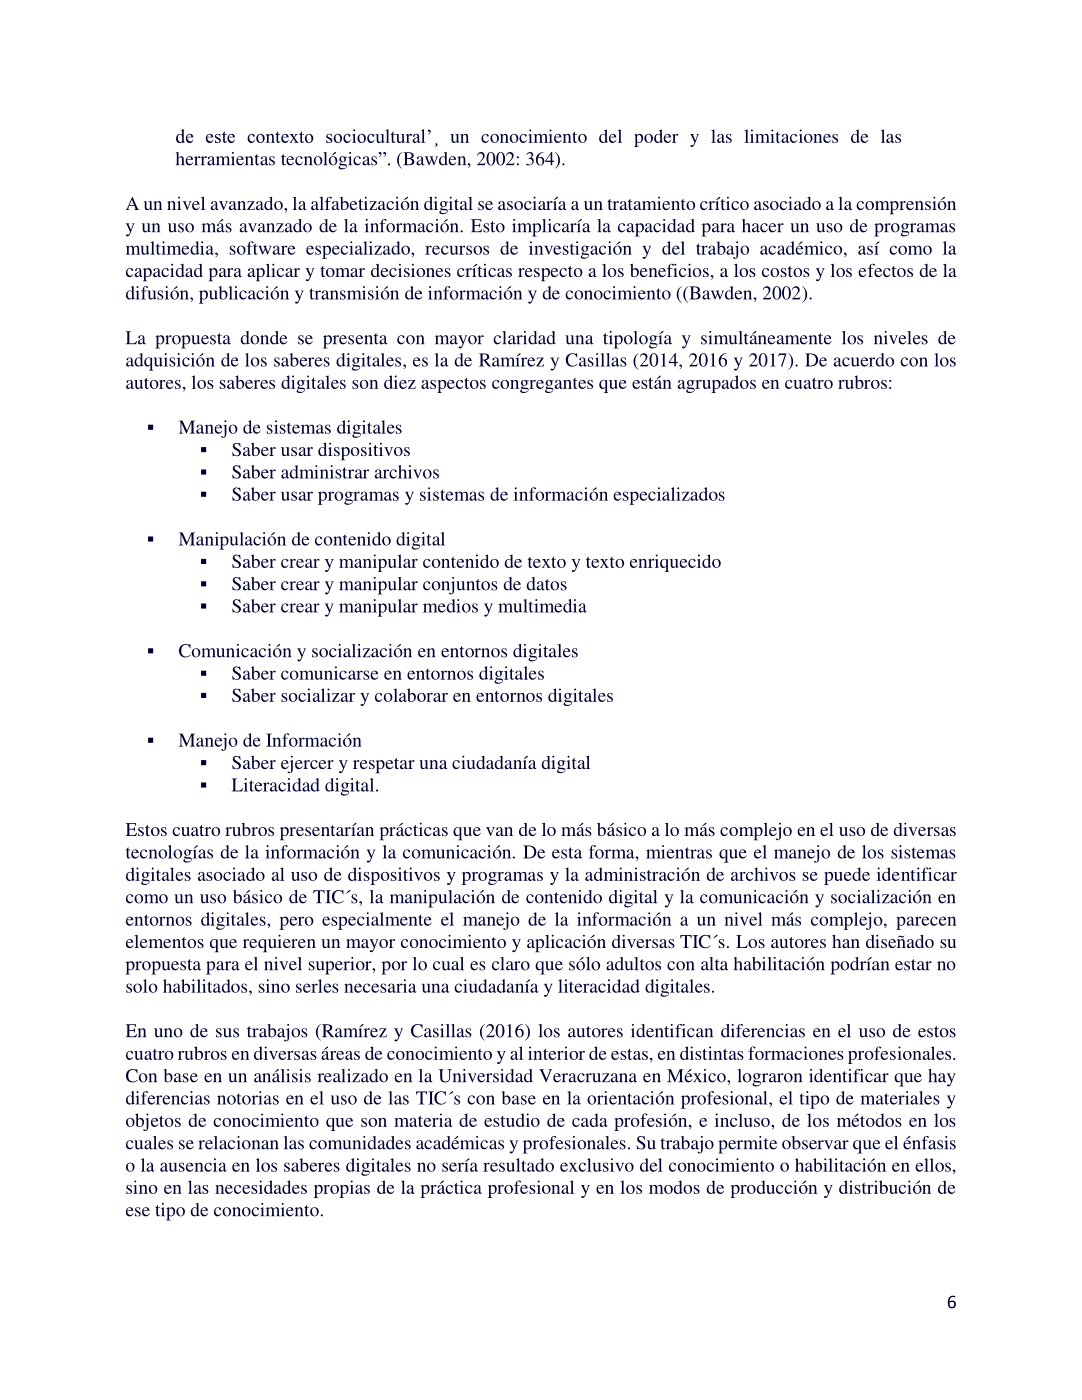 de este contexto sociocultural’¸ un conocimiento del poder y las limitaciones de las
herramientas tecnológicas”. (Bawden, 2002: 364).
A un nivel avanzado, la alfabetización digital se asociaría a un tratamiento crítico asociado a la comprensión
y un uso más avanzado de la información. Esto implicaría la capacidad para hacer un uso de programas
multimedia, software especializado, recursos de investigación y del trabajo académico, así como la
capacidad para aplicar y tomar decisiones críticas respecto a los beneficios, a los costos y los efectos de la
difusión, publicación y transmisión de información y de conocimiento ((Bawden, 2002).
La propuesta donde se presenta con mayor claridad una tipología y simultáneamente los niveles de
adquisición de los saberes digitales, es la de Ramírez y Casillas (2014, 2016 y 2017). De acuerdo con los
autores, los saberes digitales son diez aspectos congregantes que están agrupados en cuatro rubros:
▪ Manejo de sistemas digitales
▪ Saber usar dispositivos
▪ Saber administrar archivos
▪ Saber usar programas y sistemas de información especializados
▪ Manipulación de contenido digital
▪ Saber crear y manipular contenido de texto y texto enriquecido
▪ Saber crear y manipular conjuntos de datos
▪ Saber crear y manipular medios y multimedia
▪ Comunicación y socialización en entornos digitales
▪ Saber comunicarse en entornos digitales
▪ Saber socializar y colaborar en entornos digitales
▪ Manejo de Información
▪ Saber ejercer y respetar una ciudadanía digital
▪ Literacidad digital.
Estos cuatro rubros presentarían prácticas que van de lo más básico a lo más complejo en el uso de diversas
tecnologías de la información y la comunicación. De esta forma, mientras que el manejo de los sistemas
digitales asociado al uso de dispositivos y programas y la administración de archivos se puede identificar
como un uso básico de TIC´s, la manipulación de contenido digital y la comunicación y socialización en
entornos digitales, pero especialmente el manejo de la información a un nivel más complejo, parecen
elementos que requieren un mayor conocimiento y aplicación diversas TIC´s. Los autores han diseñado su
propuesta para el nivel superior, por lo cual es claro que sólo adultos con alta habilitación podrían estar no
solo habilitados, sino serles necesaria una ciudadanía y literacidad digitales.
En uno de sus trabajos (Ramírez y Casillas (2016) los autores identifican diferencias en el uso de estos
cuatro rubros en diversas áreas de conocimiento y al interior de estas, en distintas formaciones profesionales.
Con base en un análisis realizado en la Universidad Veracruzana en México, lograron identificar que hay
diferencias notorias en el uso de las TIC´s con base en la orientación profesional, el tipo de materiales y
objetos de conocimiento que son materia de estudio de cada profesión, e incluso, de los métodos en los
cuales se relacionan las comunidades académicas y profesionales. Su trabajo permite observar que el énfasis
o la ausencia en los saberes digitales no sería resultado exclusivo del conocimiento o habilitación en ellos,
sino en las necesidades propias de la práctica profesional y en los modos de producción y distribución de
ese tipo de conocimiento.
6